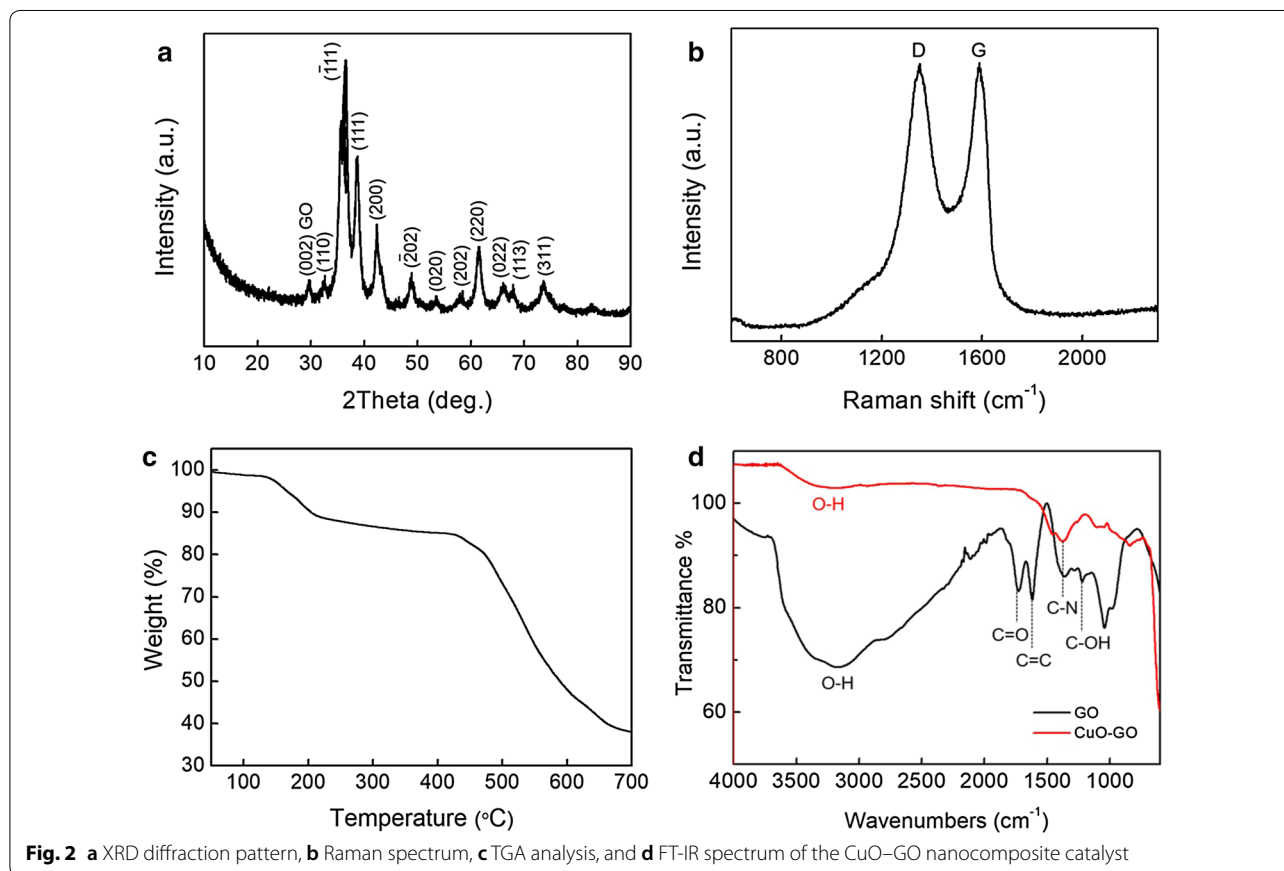 a
Intensity (a.u.)
(002) GO
(110)
(1̄11)
(111)
(200)
(2̄02)
(020)
(202)
(220)
(022)
(113)
(311)
10 20 30 40 50 60 70 80 90
2Theta (deg.)
b
D G
Intensity (a.u.)
800 1200 1600 2000
Raman shift (cm⁻¹)
c
Weight (%)
100
90
80
70
60
50
40
30
100 200 300 400 500 600 700
Temperature (°C)
d
Transmittance %
100
80
60
O-H
O-H
C=O
C=C
C-N
C-OH
GO
CuO-GO
4000 3500 3000 2500 2000 1500 1000
Wavenumbers (cm⁻¹)
Fig. 2 a XRD diffraction pattern, b Raman spectrum, c TGA analysis, and d FT-IR spectrum of the CuO–GO nanocomposite catalyst